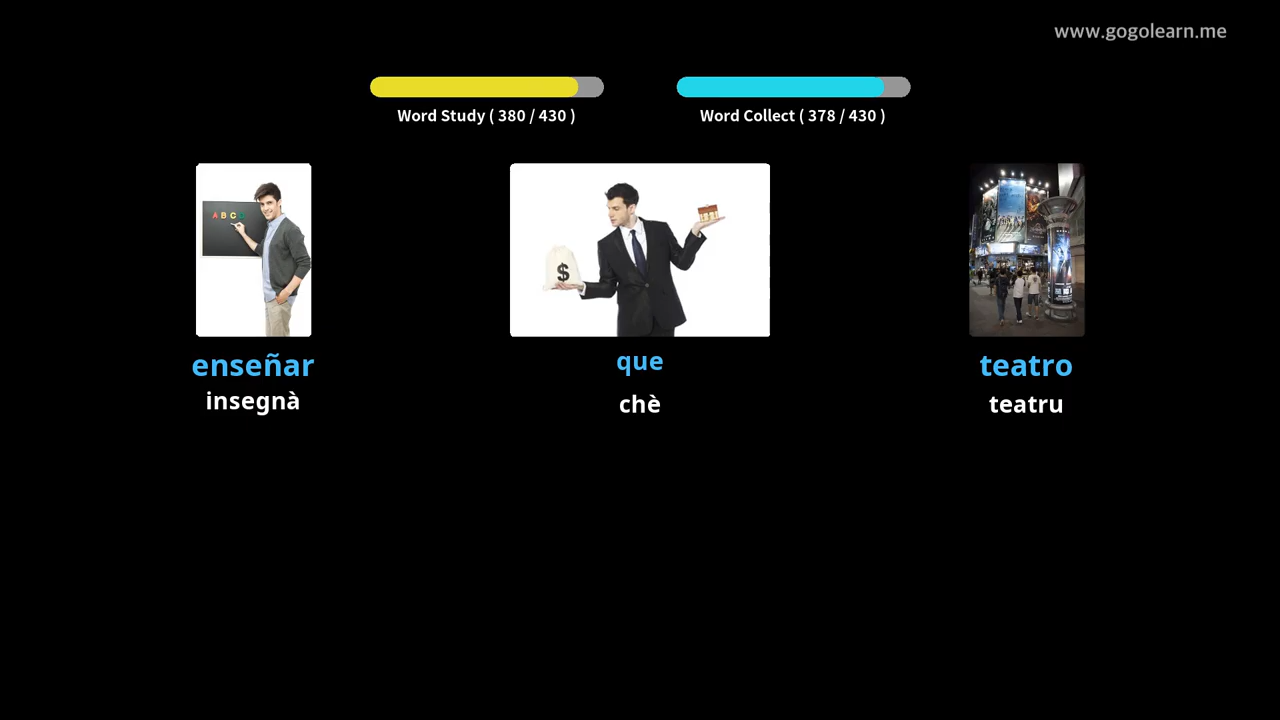 www.gogolearn.me
Word Study ( 380 / 430 )
Word Collect ( 378 / 430 )
A B C D
$
enseñar
que
teatro
insegnà
chè
teatru